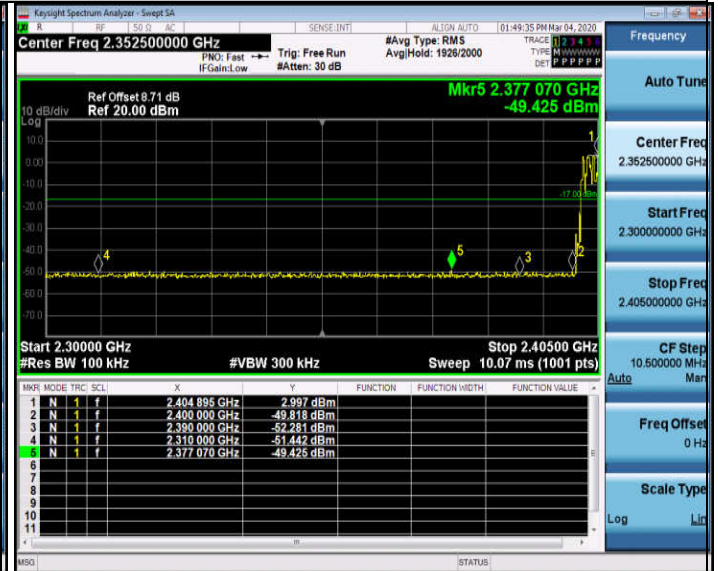 Keysight Spectrum Analyzer - Swept SA
R RF 50 Ω AC SENSE:INT ALIGN AUTO 01:49:35 PM Mar 04, 2020
Center Freq 2.352500000 GHz
PNO: Fast
IFGain:Low
Trig: Free Run
#Atten: 30 dB
#Avg Type: RMS
Avg|Hold: 1926/2000
TRACE 1 2 3 4 5 6
TYPE M WWWWW
DET P P P P P P
Frequency
Auto Tune
Center Freq
2.352500000 GHz
Start Freq
2.300000000 GHz
Stop Freq
2.405000000 GHz
CF Step
10.500000 MHz
Auto Man
Freq Offset
0 Hz
Scale Type
Log Lin
Mkr5 2.377 070 GHz
-49.425 dBm
Ref Offset 8.71 dB
10 dB/div Ref 20.00 dBm
Log
10.0
0.00
-10.0
-20.0
-30.0
-40.0
-50.0
-60.0
-70.0
-17.00 dBm
1
4
5
3
2
Start 2.30000 GHz Stop 2.40500 GHz
#Res BW 100 kHz #VBW 300 kHz Sweep 10.07 ms (1001 pts)
MKR MODE TRC SCL X Y FUNCTION FUNCTION WIDTH FUNCTION VALUE
1 N 1 f 2.404 895 GHz 2.997 dBm
2 N 1 f 2.400 000 GHz -49.818 dBm
3 N 1 f 2.390 000 GHz -52.281 dBm
4 N 1 f 2.310 000 GHz -51.442 dBm
5 N 1 f 2.377 070 GHz -49.425 dBm
6
7
8
9
10
11
MSG STATUS